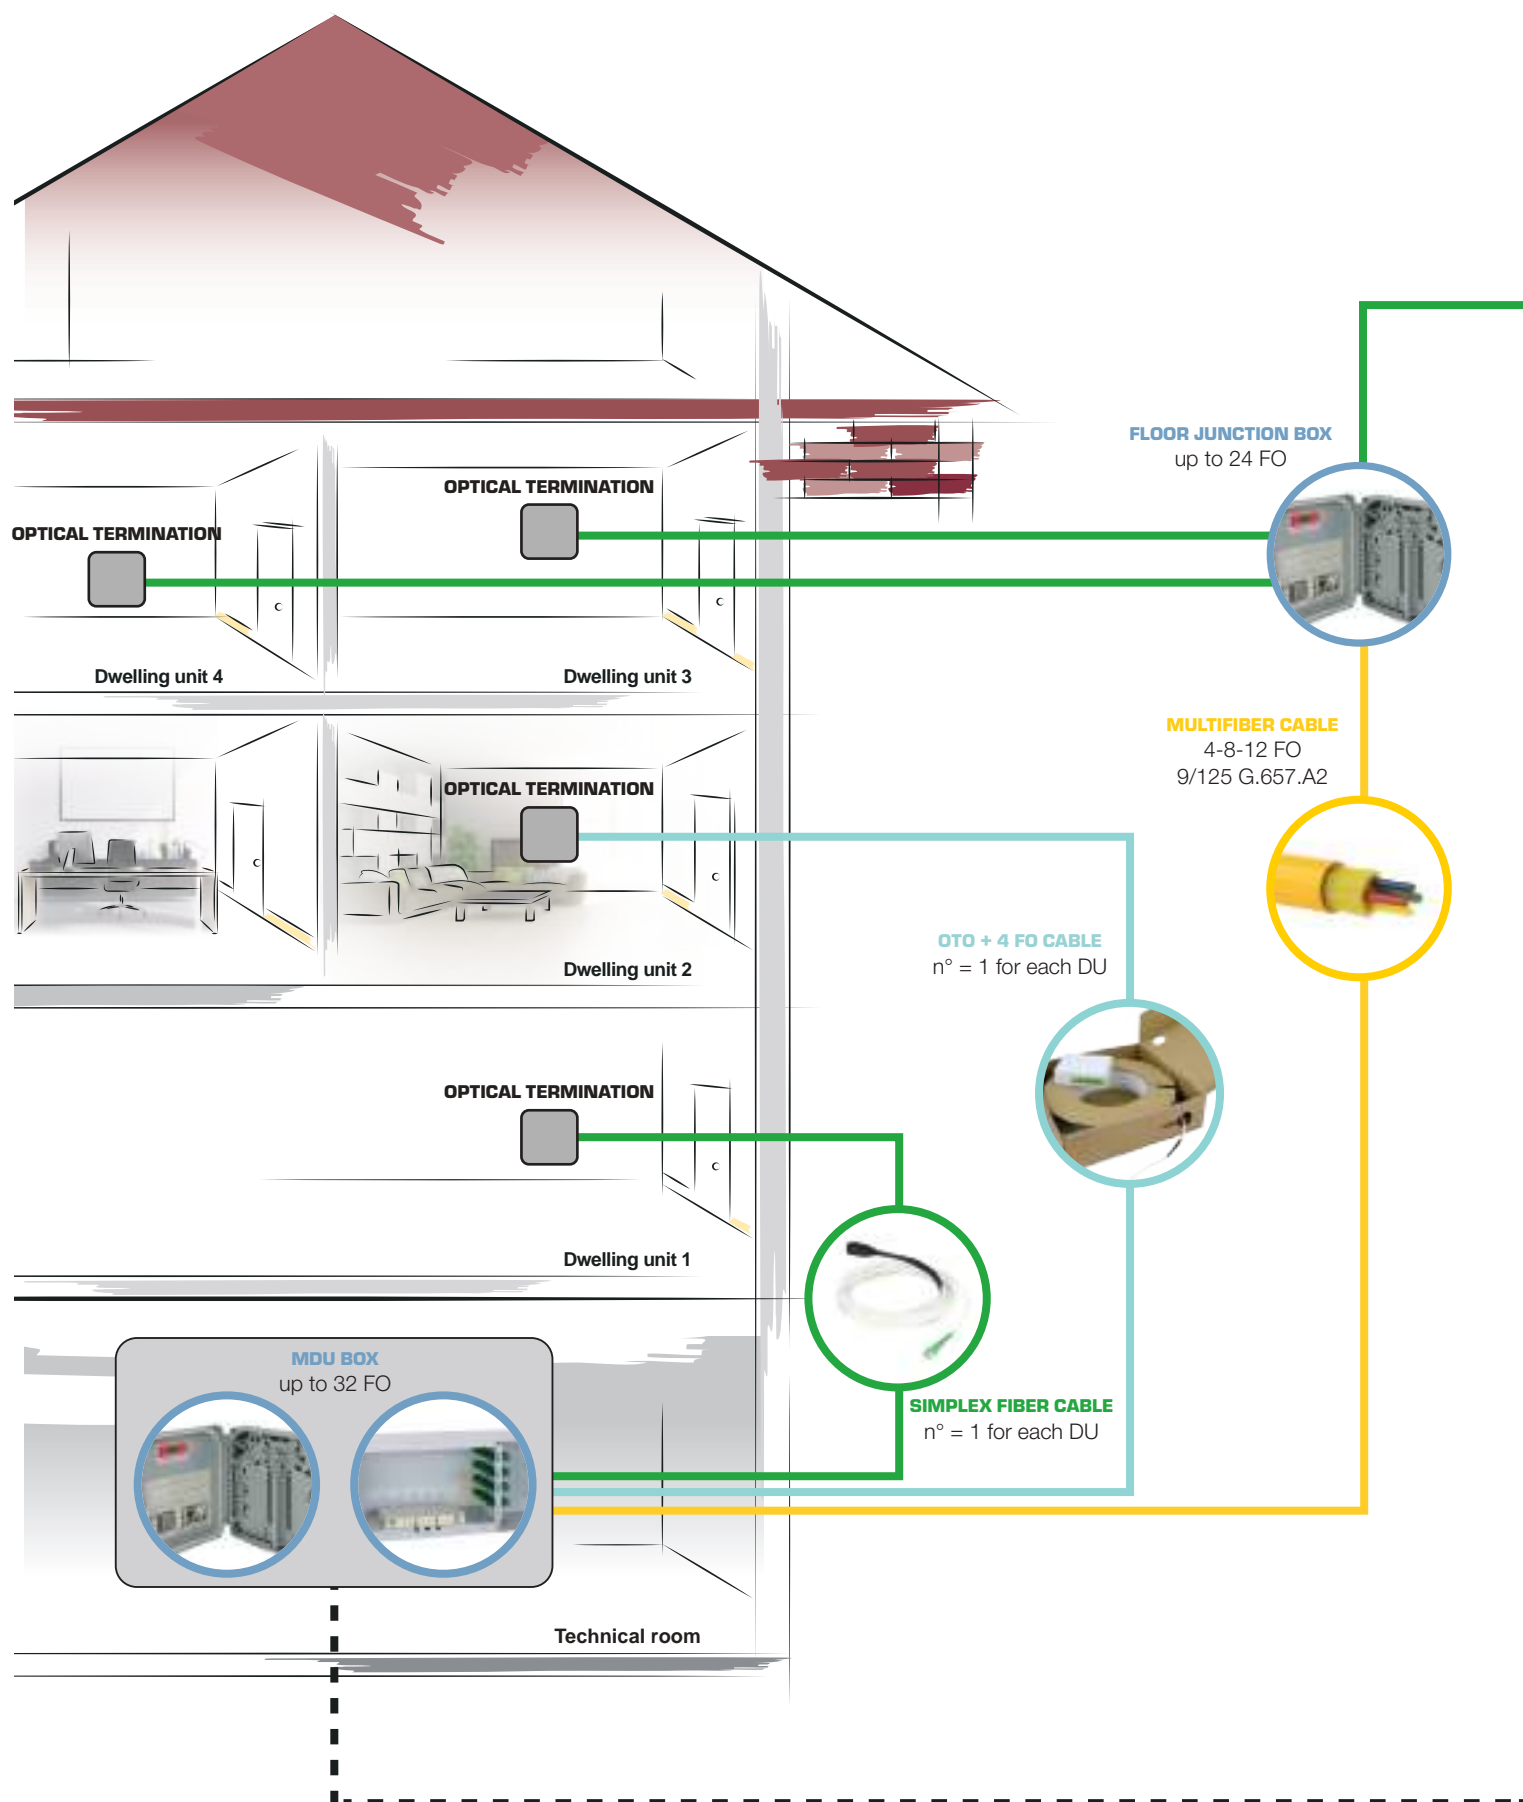 FLOOR JUNCTION BOX
up to 24 FO
OPTICAL TERMINATION
OPTICAL TERMINATION
Dwelling unit 4
Dwelling unit 3
MULTIFIBER CABLE
4-8-12 FO
9/125 G.657.A2
OPTICAL TERMINATION
OTO + 4 FO CABLE
n° = 1 for each DU
Dwelling unit 2
OPTICAL TERMINATION
Dwelling unit 1
MDU BOX
up to 32 FO
SIMPLEX FIBER CABLE
n° = 1 for each DU
Technical room